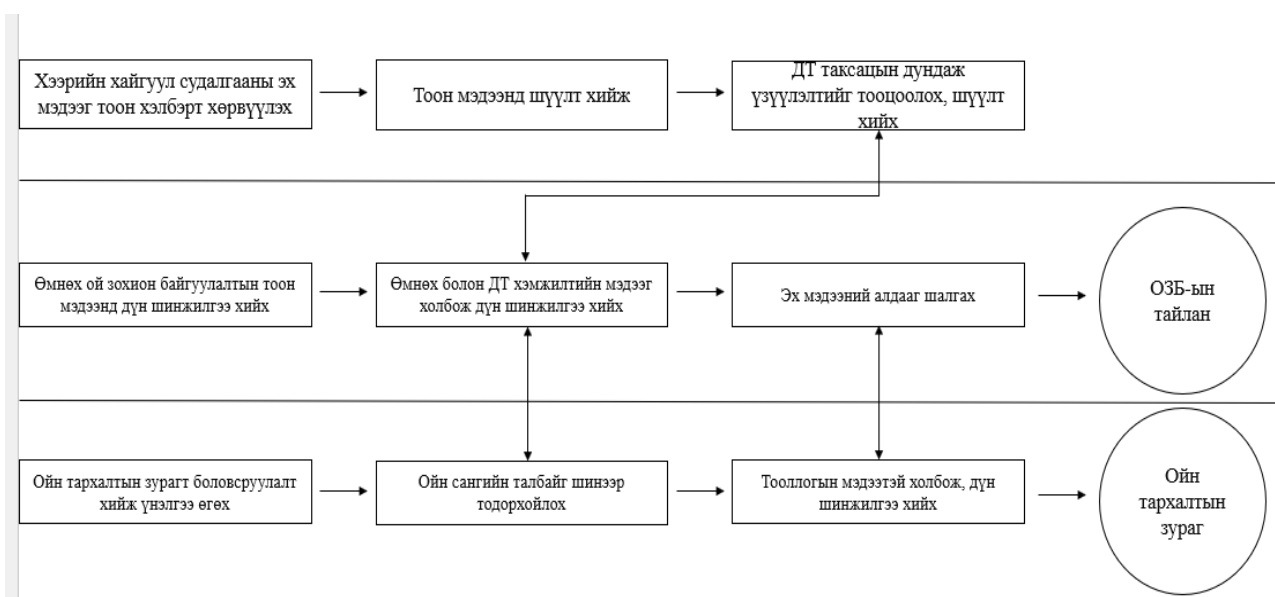 Хээрийн хайгуул судалгааны эх
мэдээг тоон хэлбэрт хөрвүүлэх
Тоон мэдээнд шүүлт хийж
ДТ таксацын дундаж
үзүүлэлтийг тооцоолох, шүүлт
хийх
Өмнөх ой зохион байгуулалтын тоон
мэдээнд дүн шинжилгээ хийх
Өмнөх болон ДТ хэмжилтийн мэдээг
холбож дүн шинжилгээ хийх
Эх мэдээний алдааг шалгах
ОЗБ-ын
тайлан
Ойн тархалтын зурагт боловсруулалт
хийж үнэлгээ өгөх
Ойн сангийн талбайг шинээр
тодорхойлох
Тооллогын мэдээтэй холбож, дүн
шинжилгээ хийх
Ойн
тархалтын
зураг